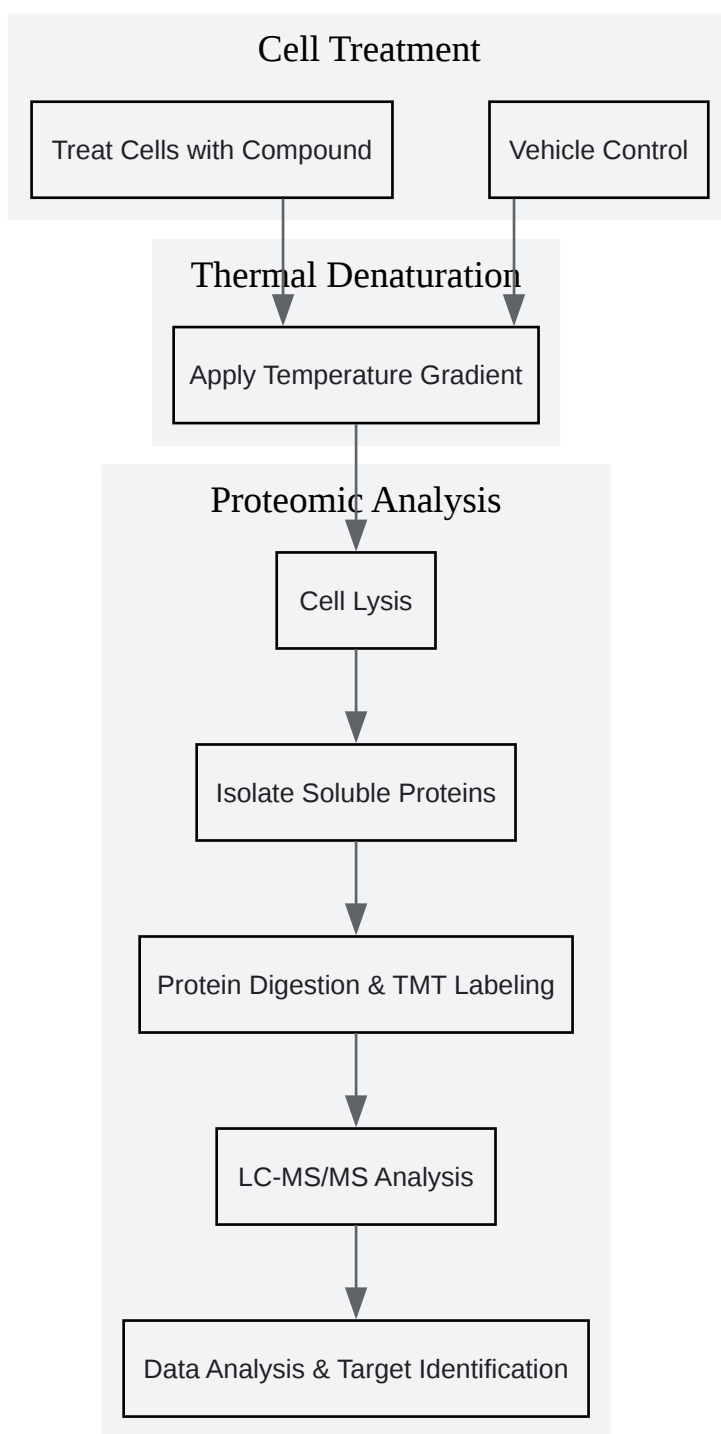 Cell Treatment
Treat Cells with Compound
Vehicle Control
Thermal Denaturation
Apply Temperature Gradient
Proteomic Analysis
Cell Lysis
Isolate Soluble Proteins
Protein Digestion & TMT Labeling
LC-MS/MS Analysis
Data Analysis & Target Identification